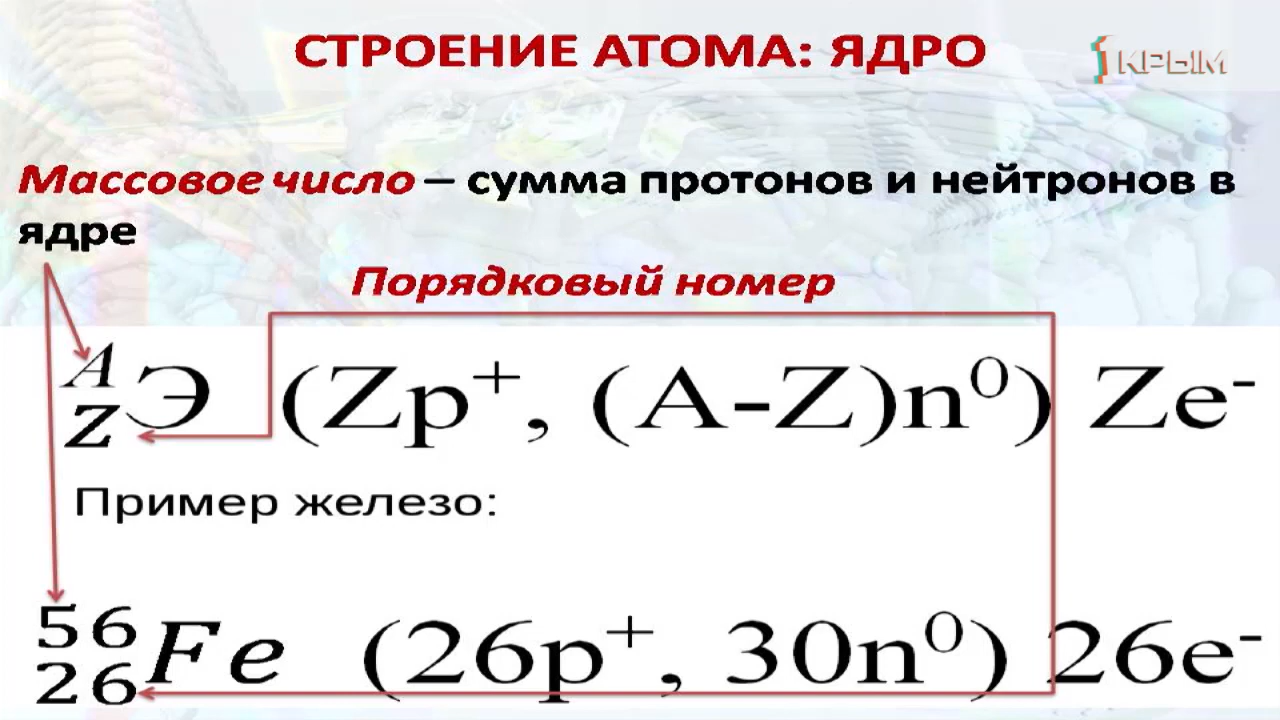 СТРОЕНИЕ АТОМА: ЯДРО
1КРЫМ
Массовое число – сумма протонов и нейтронов в
ядре
Порядковый номер
A
Z Э (Zp⁺, (A-Z)n⁰) Ze⁻
Пример железо:
56
26 Fe (26p⁺, 30n⁰) 26e⁻